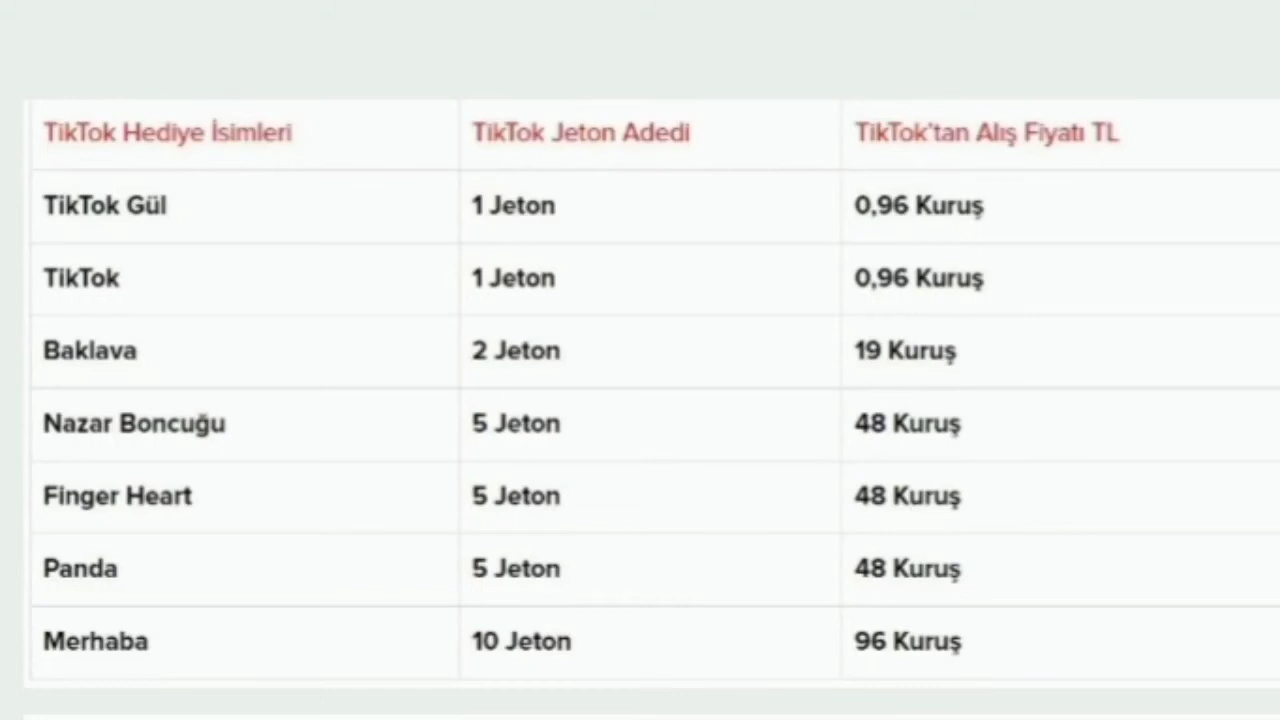 TikTok Hediye İsimleri TikTok Jeton Adedi TikTok'tan Alış Fiyatı TL
TikTok Gül 1 Jeton 0,96 Kuruş
TikTok 1 Jeton 0,96 Kuruş
Baklava 2 Jeton 19 Kuruş
Nazar Boncuğu 5 Jeton 48 Kuruş
Finger Heart 5 Jeton 48 Kuruş
Panda 5 Jeton 48 Kuruş
Merhaba 10 Jeton 96 Kuruş